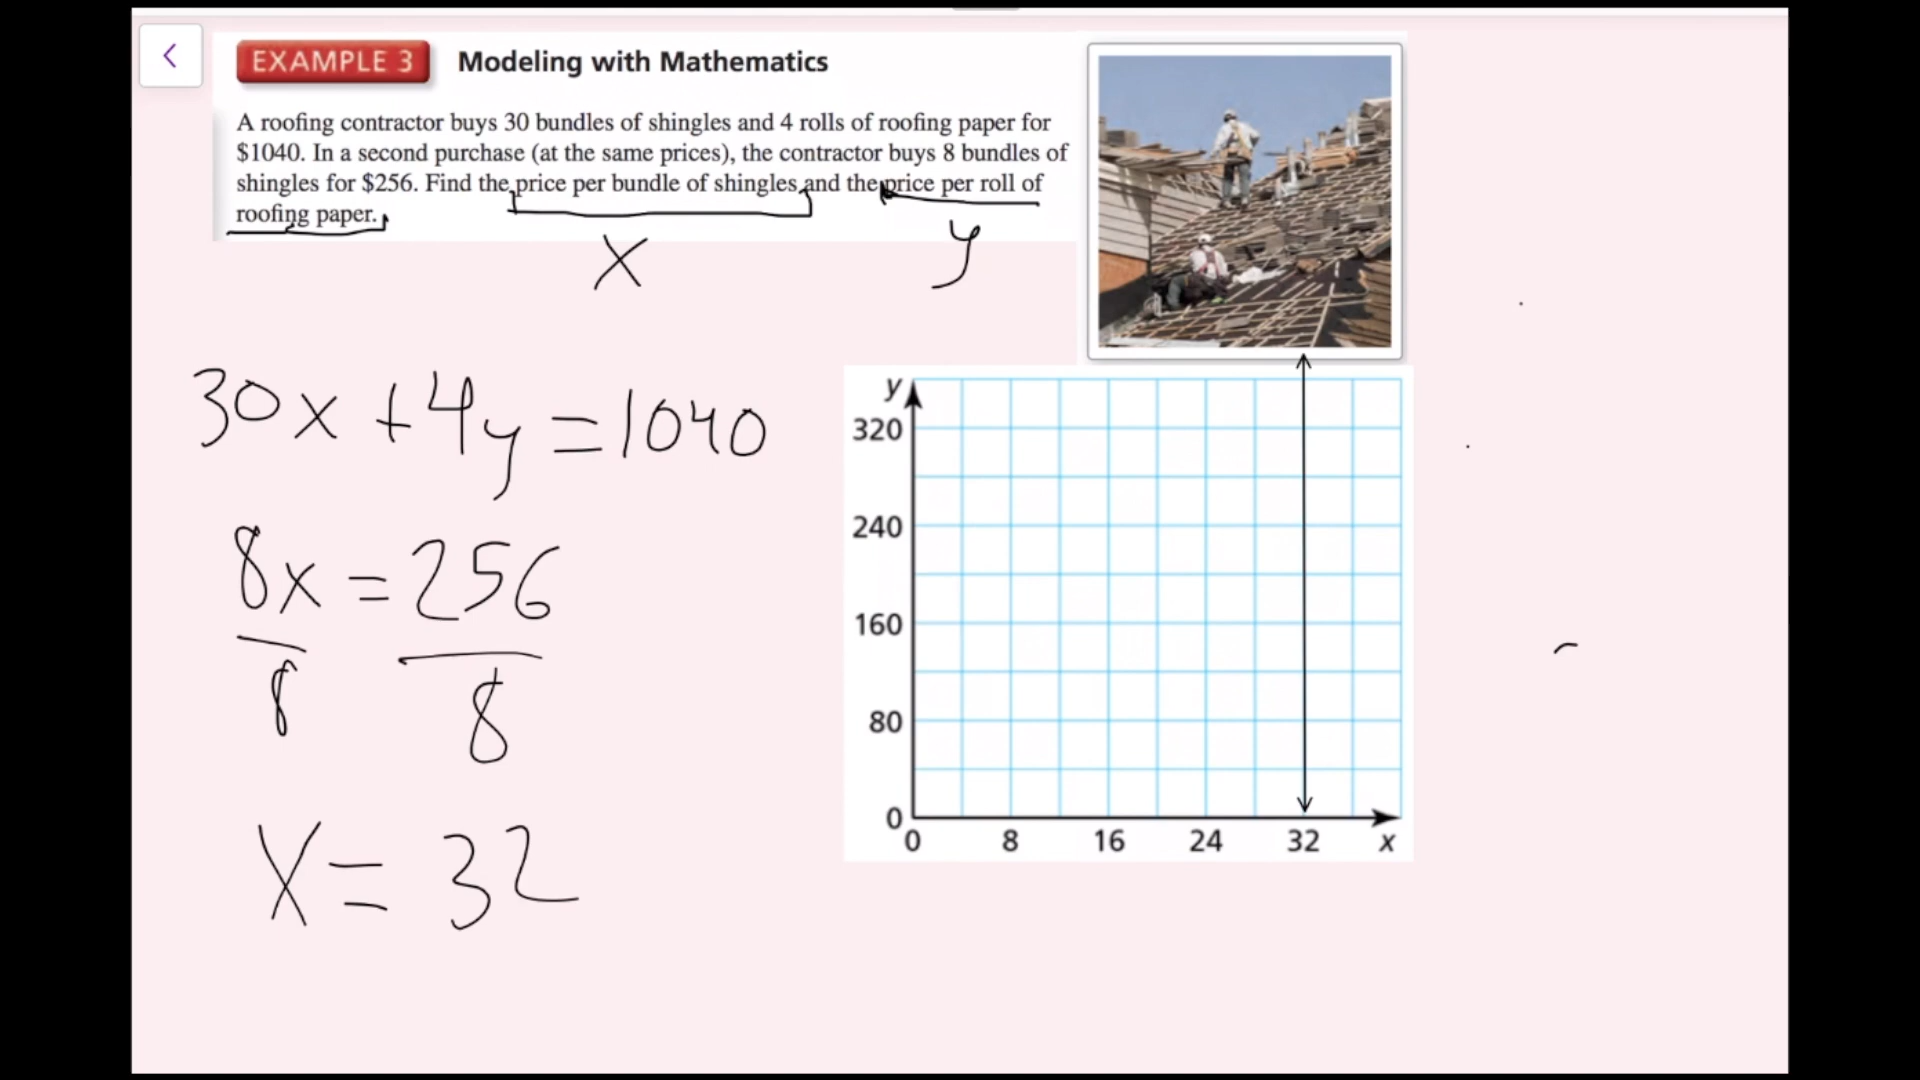 EXAMPLE 3 Modeling with Mathematics
A roofing contractor buys 30 bundles of shingles and 4 rolls of roofing paper for
$1040. In a second purchase (at the same prices), the contractor buys 8 bundles of
shingles for $256. Find the price per bundle of shingles and the price per roll of
roofing paper.
x y
30x + 4y = 1040
8x = 256
8 8
x = 32
y
320
240
160
80
0
0 8 16 24 32 x